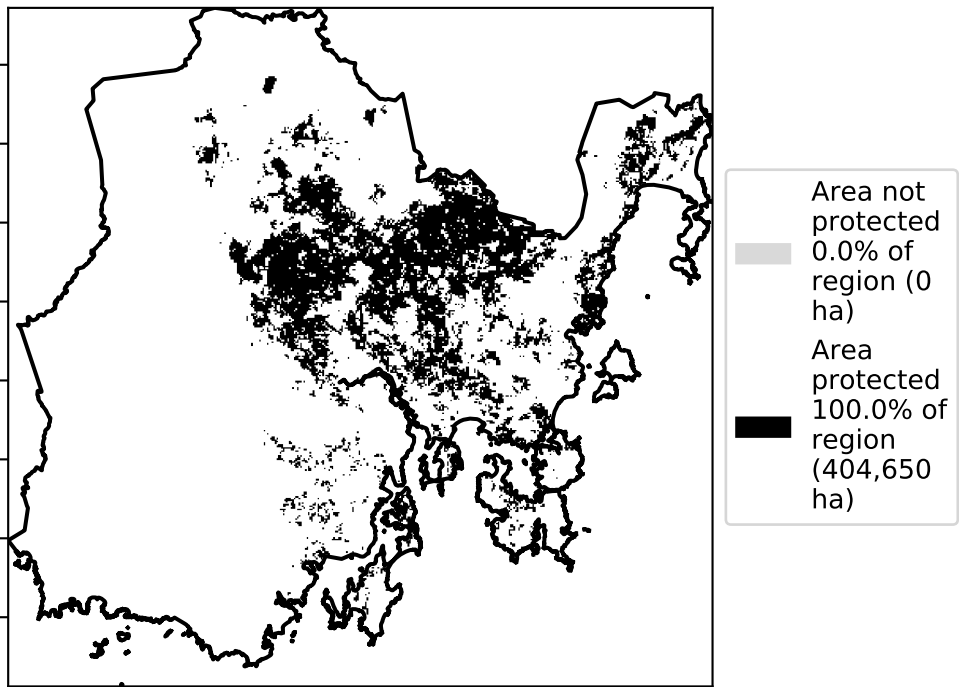 Area not
protected
0.0% of
region (0
ha)
Area
protected
100.0% of
region
(404,650
ha)